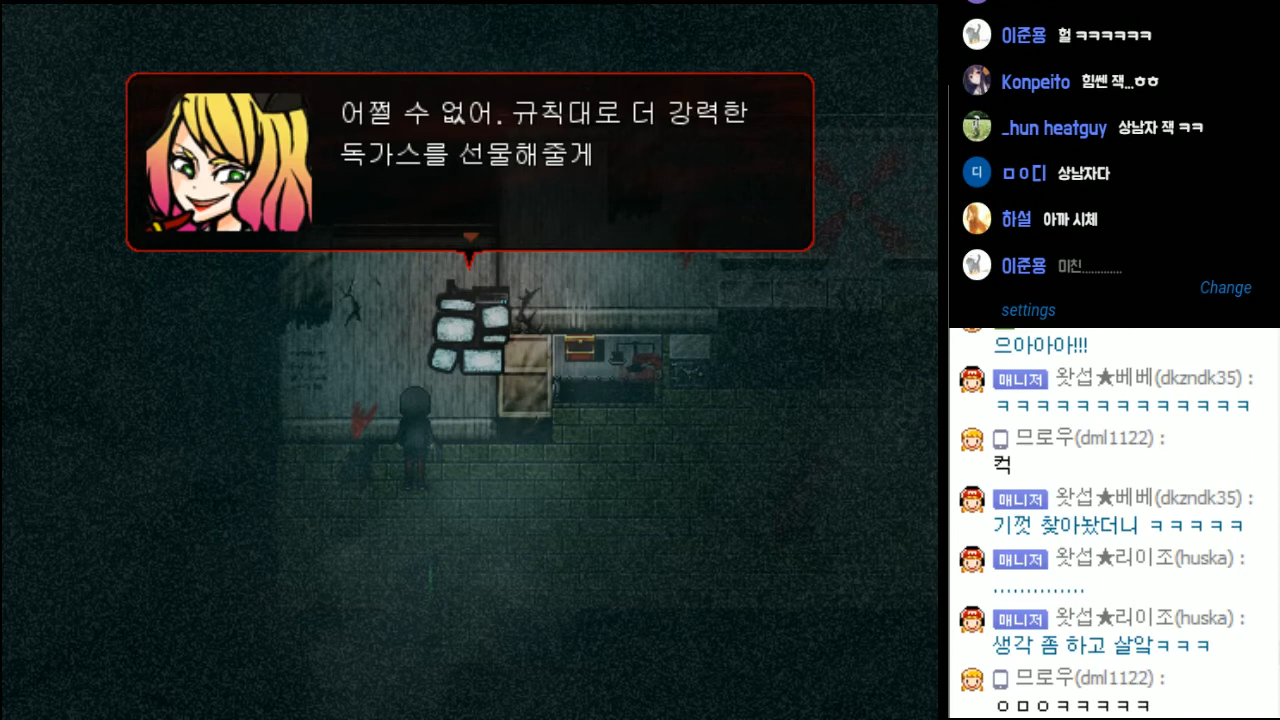 어쩔 수 없어. 규칙대로 더 강력한
독가스를 선물해줄게
이준용 헐 ㅋㅋㅋㅋㅋㅋ
Konpeito 힘쎈 잭...ㅎㅎ
_hun heatguy 상남자 잭 ㅋㅋ
디 ㅁㅇ디 상남자다
하설 아까 시체
이준용 미친............
Change
settings
으아아아!!!
매니저 왓섭★베베(dkzndk35) :
ㅋㅋㅋㅋㅋㅋㅋㅋㅋㅋㅋㅋㅋ
므로우(dml1122) :
컥
매니저 왓섭★베베(dkzndk35) :
기껏 찾아놨더니 ㅋㅋㅋㅋㅋ
매니저 왓섭★리이조(huska) :
..............
매니저 왓섭★리이조(huska) :
생각 좀 하고 살앜ㅋㅋㅋ
므로우(dml1122) :
ㅇㅁㅇㅋㅋㅋㅋㅋ